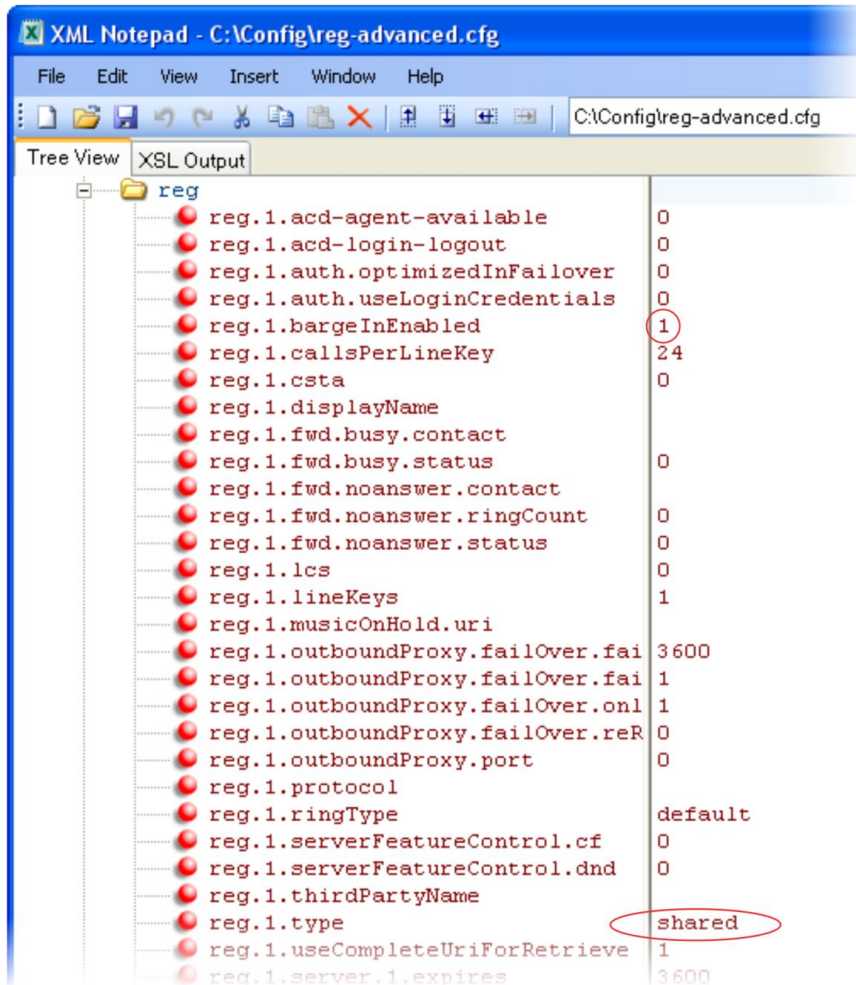 XML Notepad - C:\Config\reg-advanced.cfg
File Edit View Insert Window Help
C:\Config\reg-advanced.cfg
Tree View XSL Output
reg
reg.1.acd-agent-available 0
reg.1.acd-login-logout 0
reg.1.auth.optimizedInFailover 0
reg.1.auth.useLoginCredentials 0
reg.1.bargeInEnabled 1
reg.1.callsPerLineKey 24
reg.1.csta 0
reg.1.displayName
reg.1.fwd.busy.contact
reg.1.fwd.busy.status 0
reg.1.fwd.noanswer.contact
reg.1.fwd.noanswer.ringCount 0
reg.1.fwd.noanswer.status 0
reg.1.lcs 0
reg.1.lineKeys 1
reg.1.musicOnHold.uri
reg.1.outboundProxy.failOver.fai 3600
reg.1.outboundProxy.failOver.fai 1
reg.1.outboundProxy.failOver.onl 1
reg.1.outboundProxy.failOver.reR 0
reg.1.outboundProxy.port 0
reg.1.protocol
reg.1.ringType default
reg.1.serverFeatureControl.cf 0
reg.1.serverFeatureControl.dnd 0
reg.1.thirdPartyName
reg.1.type shared
reg.1.useCompleteUriForRetrieve 1
reg.1.server.1.expires 3600